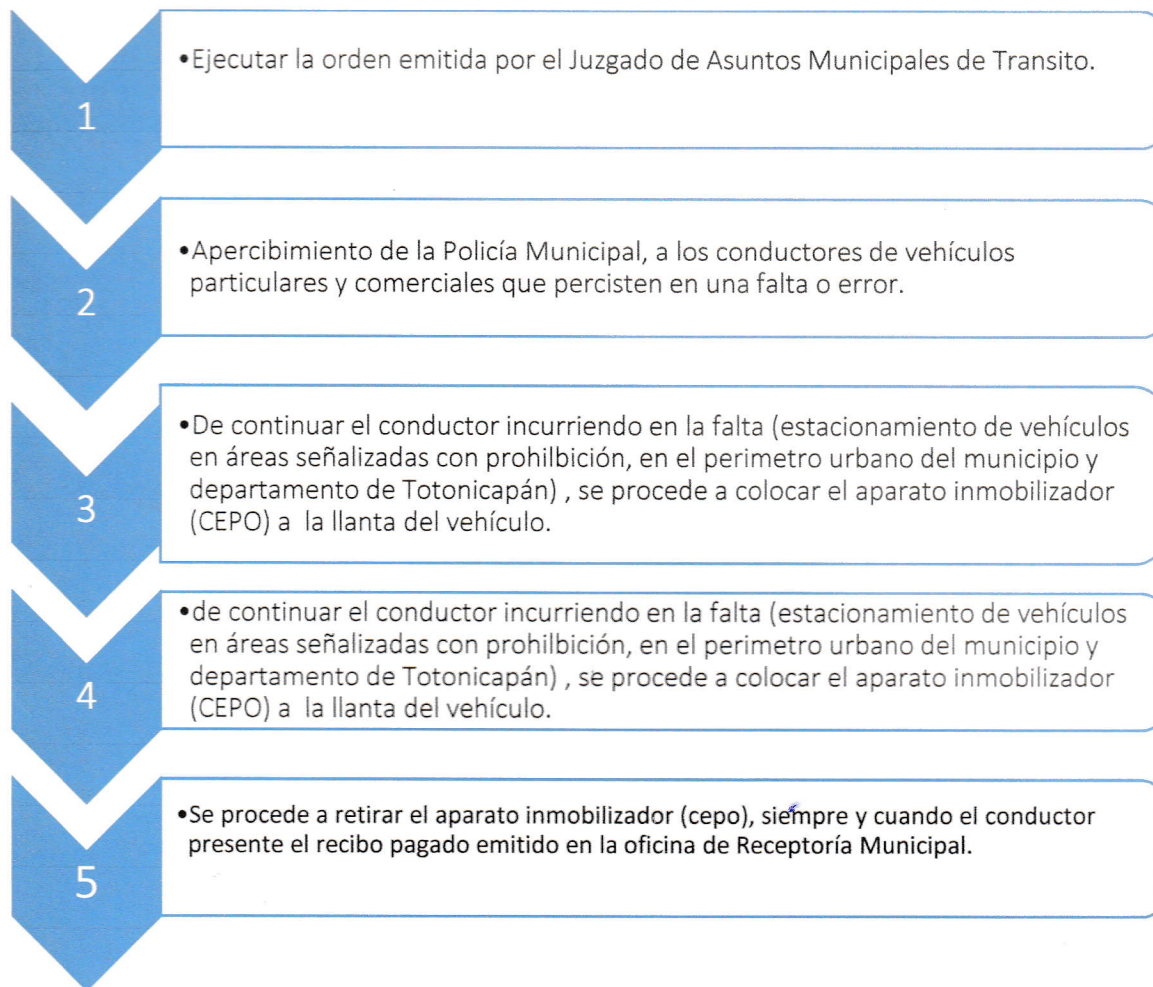 1
•Ejecutar la orden emitida por el Juzgado de Asuntos Municipales de Transito.
2
•Apercibimiento de la Policía Municipal, a los conductores de vehículos
particulares y comerciales que percisten en una falta o error.
3
•De continuar el conductor incurriendo en la falta (estacionamiento de vehículos
en áreas señalizadas con prohilbición, en el perimetro urbano del municipio y
departamento de Totonicapán) , se procede a colocar el aparato inmobilizador
(CEPO) a  la llanta del vehículo.
4
•de continuar el conductor incurriendo en la falta (estacionamiento de vehículos
en áreas señalizadas con prohilbición, en el perimetro urbano del municipio y
departamento de Totonicapán) , se procede a colocar el aparato inmobilizador
(CEPO) a  la llanta del vehículo.
5
•Se procede a retirar el aparato inmobilizador (cepo), siempre y cuando el conductor
presente el recibo pagado emitido en la oficina de Receptoría Municipal.